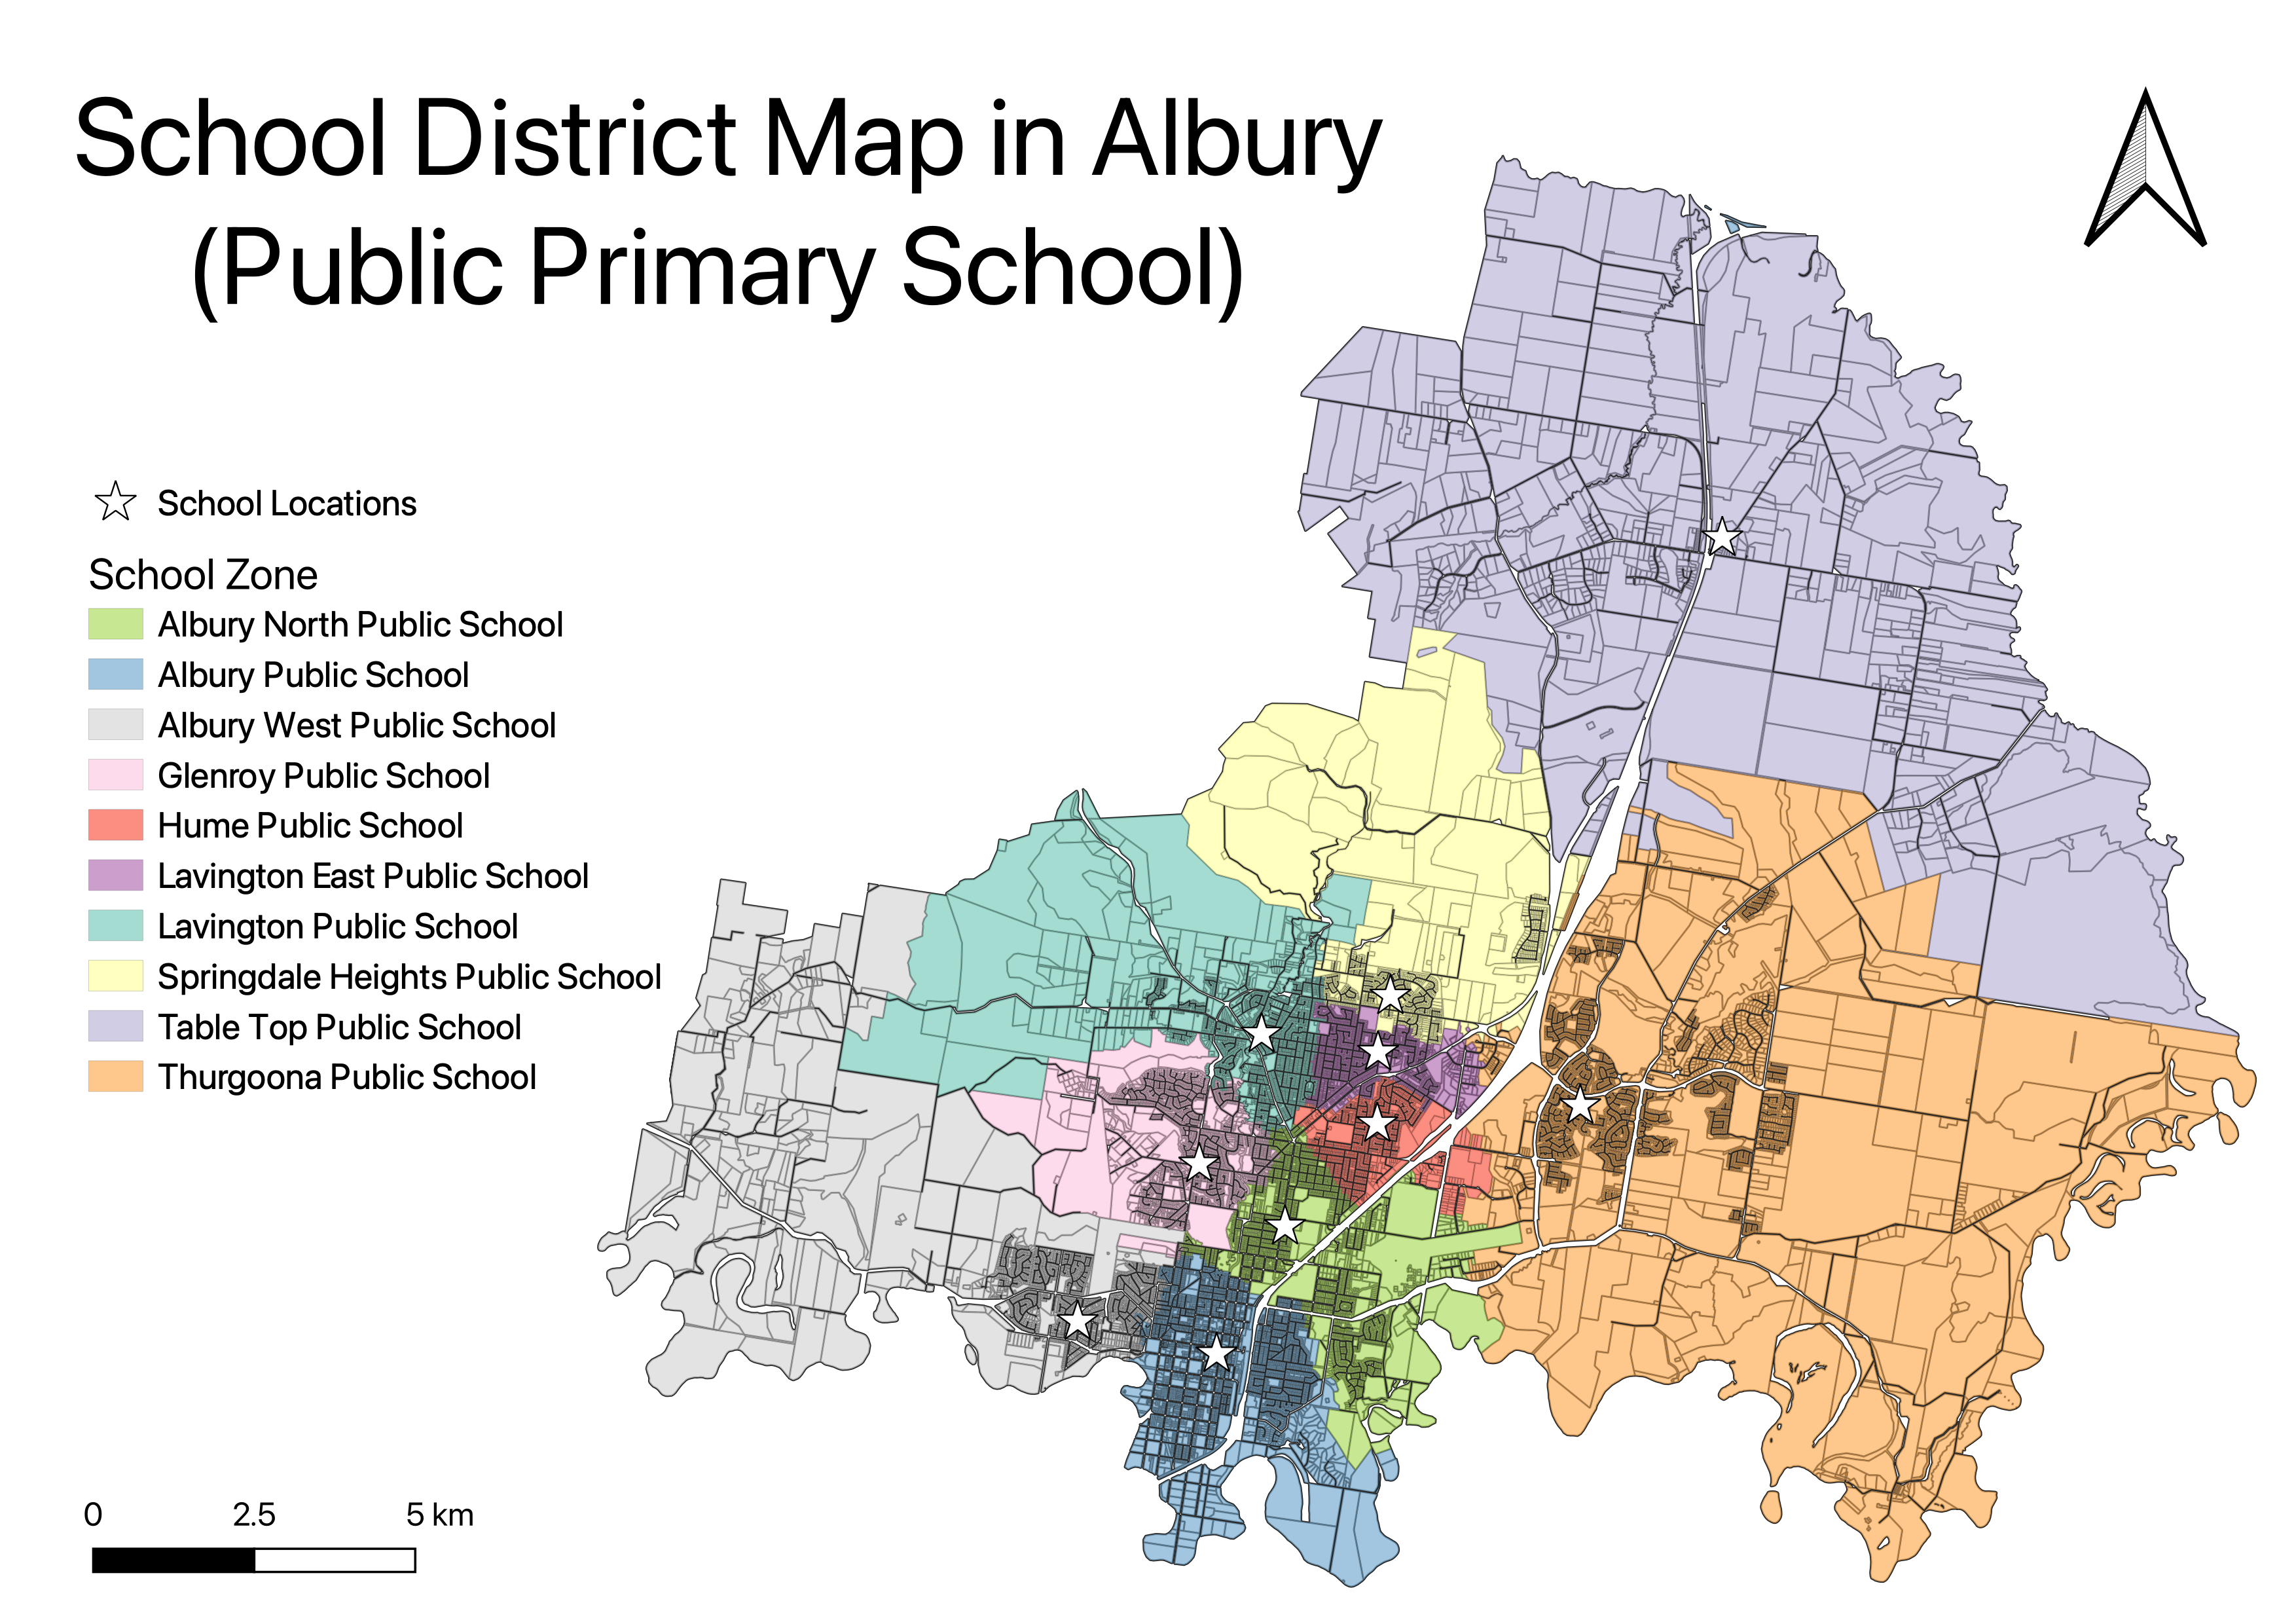 School District Map in Albury
(Public Primary School)
School Locations
School Zone
Albury North Public School
Albury Public School
Albury West Public School
Glenroy Public School
Hume Public School
Lavington East Public School
Lavington Public School
Springdale Heights Public School
Table Top Public School
Thurgoona Public School
0 2.5 5 km